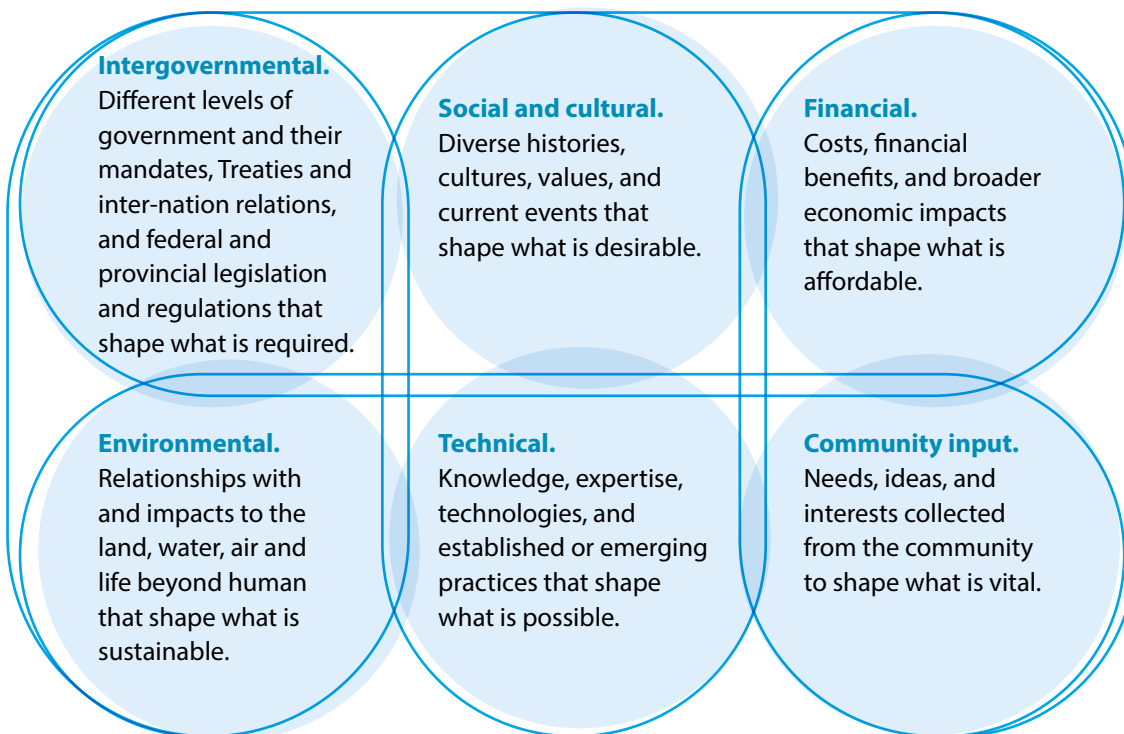 Intergovernmental.
Different levels of
government and their
mandates, Treaties and
inter-nation relations,
and federal and
provincial legislation
and regulations that
shape what is required.
Social and cultural.
Diverse histories,
cultures, values, and
current events that
shape what is desirable.
Financial.
Costs, financial
benefits, and broader
economic impacts
that shape what is
affordable.
Environmental.
Relationships with
and impacts to the
land, water, air and
life beyond human
that shape what is
sustainable.
Technical.
Knowledge, expertise,
technologies, and
established or emerging
practices that shape
what is possible.
Community input.
Needs, ideas, and
interests collected
from the community
to shape what is vital.